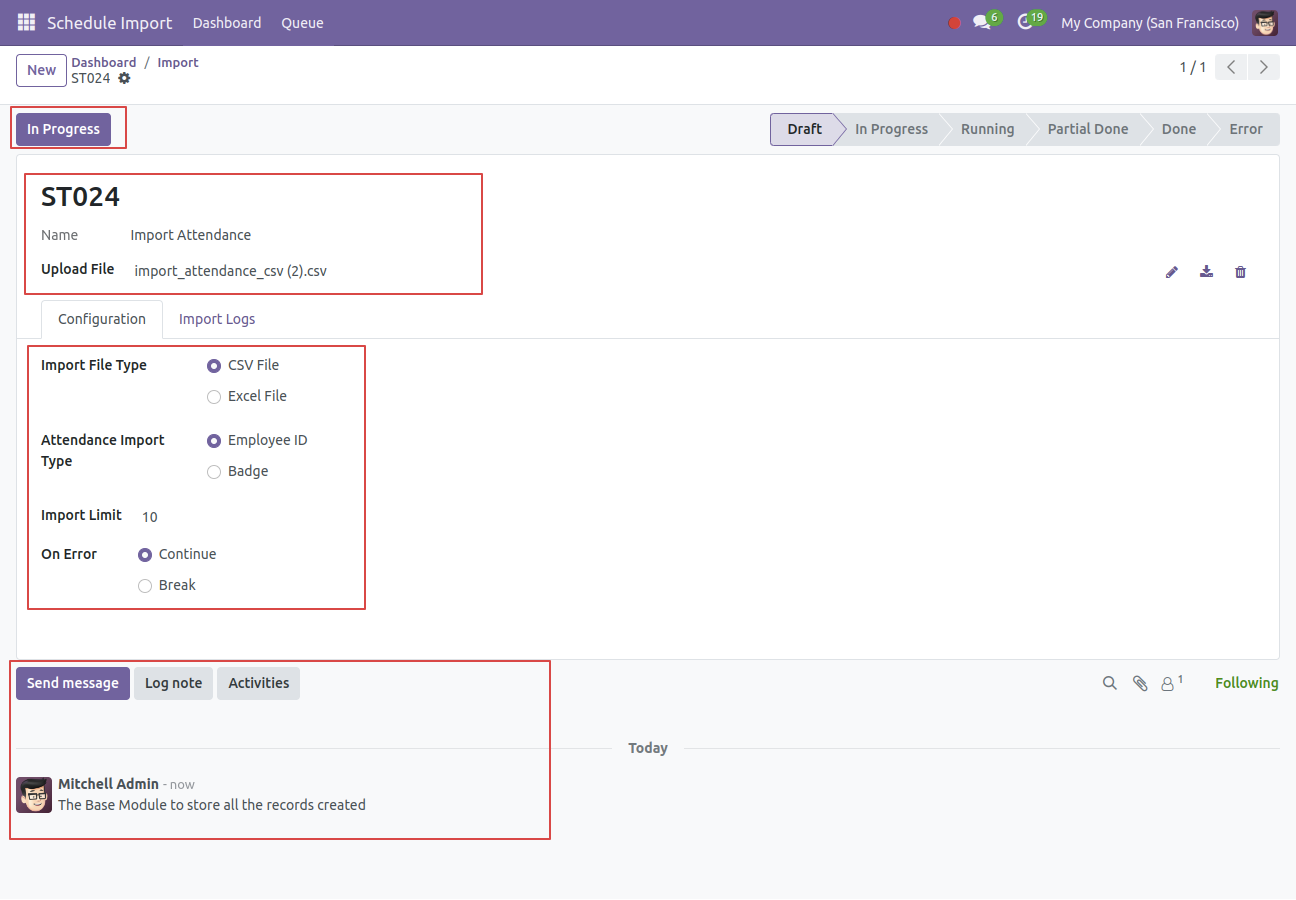 Schedule Import Dashboard Queue 6 19 My Company (San Francisco)
New Dashboard / Import 1 / 1
ST024
In Progress Draft In Progress Running Partial Done Done Error
ST024
Name Import Attendance
Upload File import_attendance_csv (2).csv
Configuration Import Logs
Import File Type CSV File
Excel File
Attendance Import Employee ID
Type Badge
Import Limit 10
On Error Continue
Break
Send message Log note Activities 1 Following
Today
Mitchell Admin - now
The Base Module to store all the records created